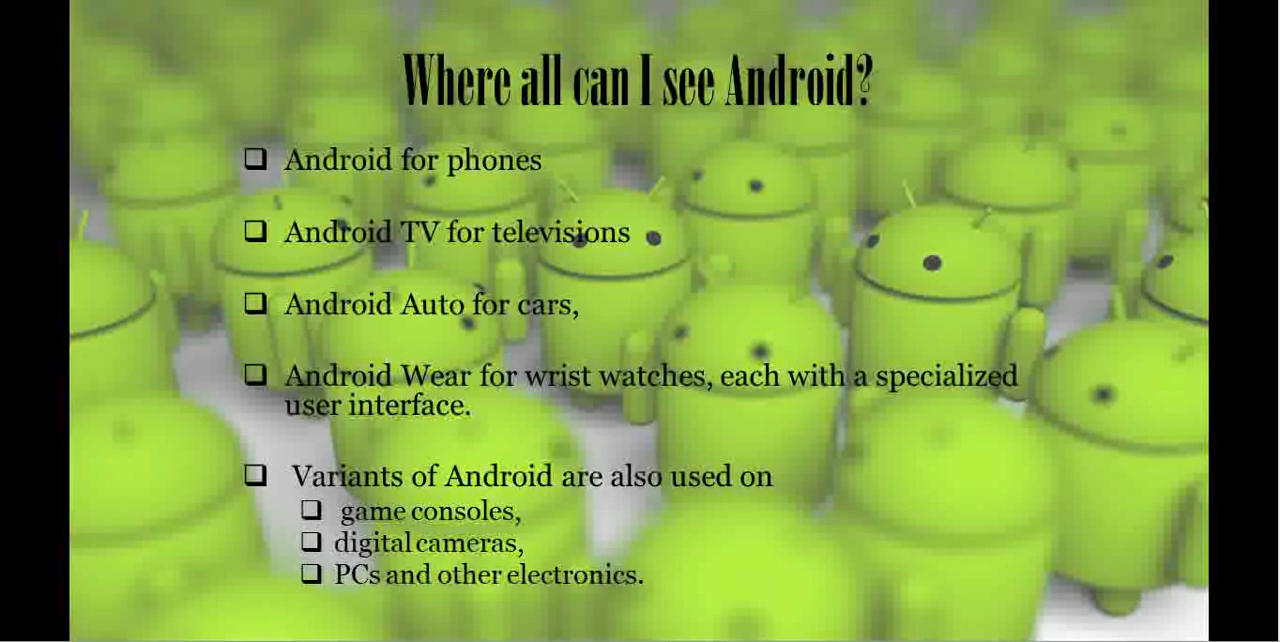 Where all can I see Android?
❑ Android for phones
❑ Android TV for televisions
❑ Android Auto for cars,
❑ Android Wear for wrist watches, each with a specialized
user interface.
❑ Variants of Android are also used on
❑ game consoles,
❑ digital cameras,
❑ PCs and other electronics.